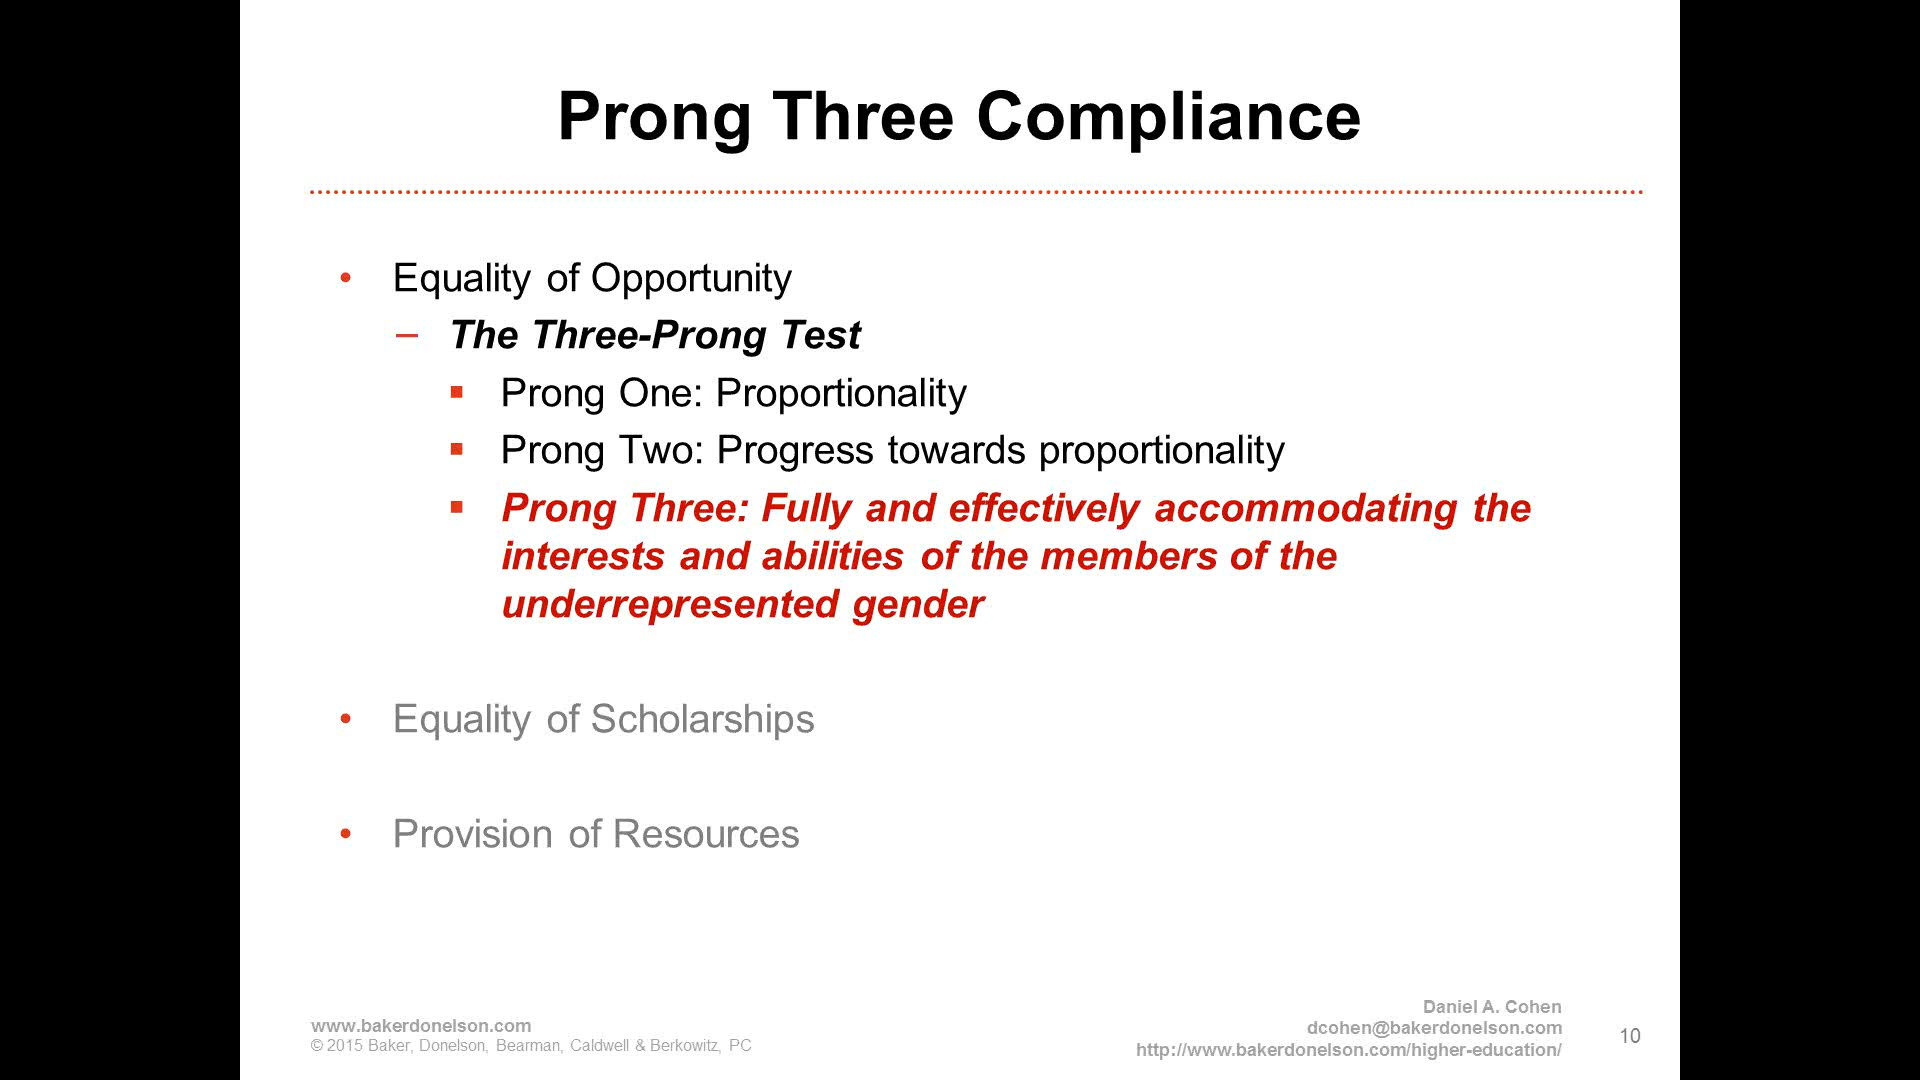 Prong Three Compliance
• Equality of Opportunity
– The Three-Prong Test
▪ Prong One: Proportionality
▪ Prong Two: Progress towards proportionality
▪ Prong Three: Fully and effectively accommodating the
interests and abilities of the members of the
underrepresented gender
• Equality of Scholarships
• Provision of Resources
www.bakerdonelson.com
© 2015 Baker, Donelson, Bearman, Caldwell & Berkowitz, PC
Daniel A. Cohen
dcohen@bakerdonelson.com
http://www.bakerdonelson.com/higher-education/
10